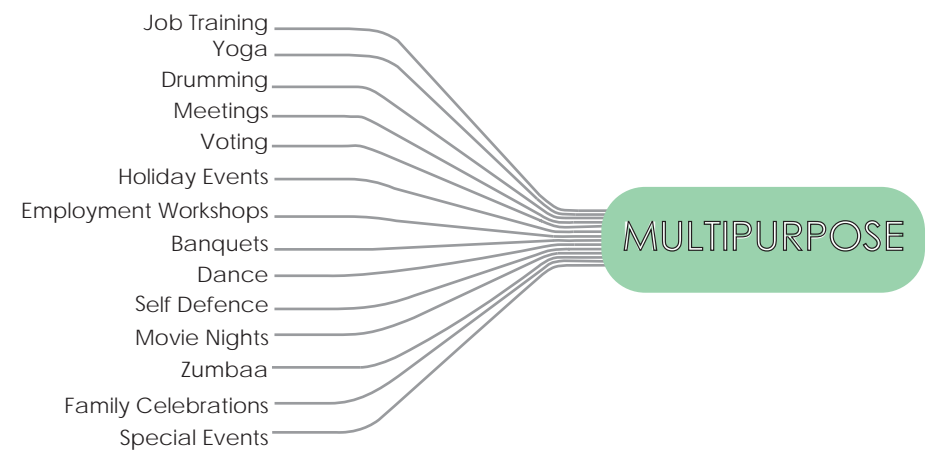 Job Training
Yoga
Drumming
Meetings
Voting
Holiday Events
Employment Workshops
Banquets
Dance
Self Defence
Movie Nights
Zumbaa
Family Celebrations
Special Events
MULTIPURPOSE